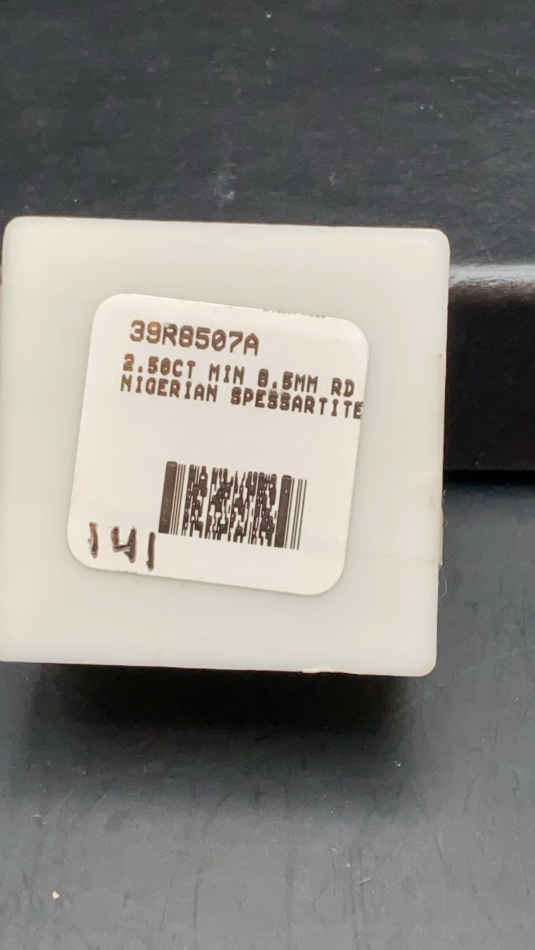 39R8507A
2.50CT MIN 8.5MM RD
NIGERIAN SPESSARTITE
141